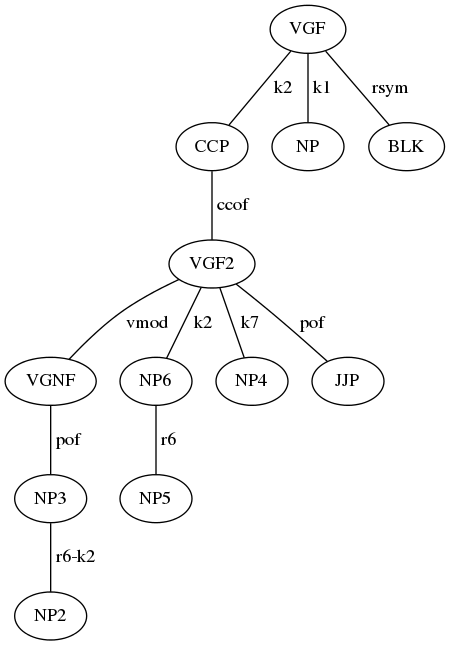 VGF
k2 k1 rsym
CCP NP BLK
ccof
VGF2
vmod k2 k7 pof
VGNF NP6 NP4 JJP
pof r6
NP3 NP5
r6-k2
NP2